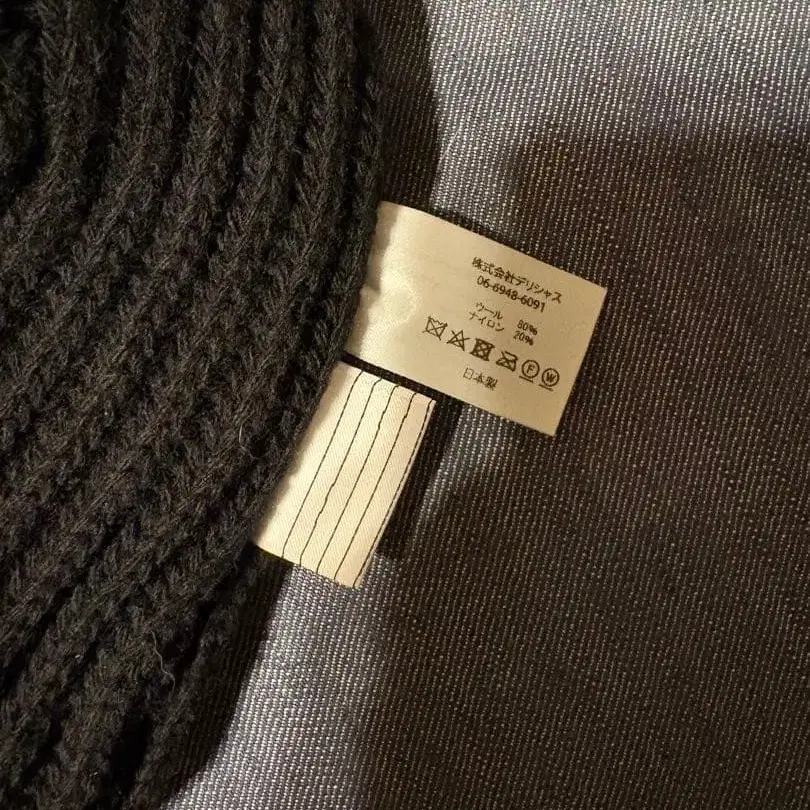 株式会社デリシャス
06-6948-6091
ウール 80%
ナイロン 20%
F W
日本製